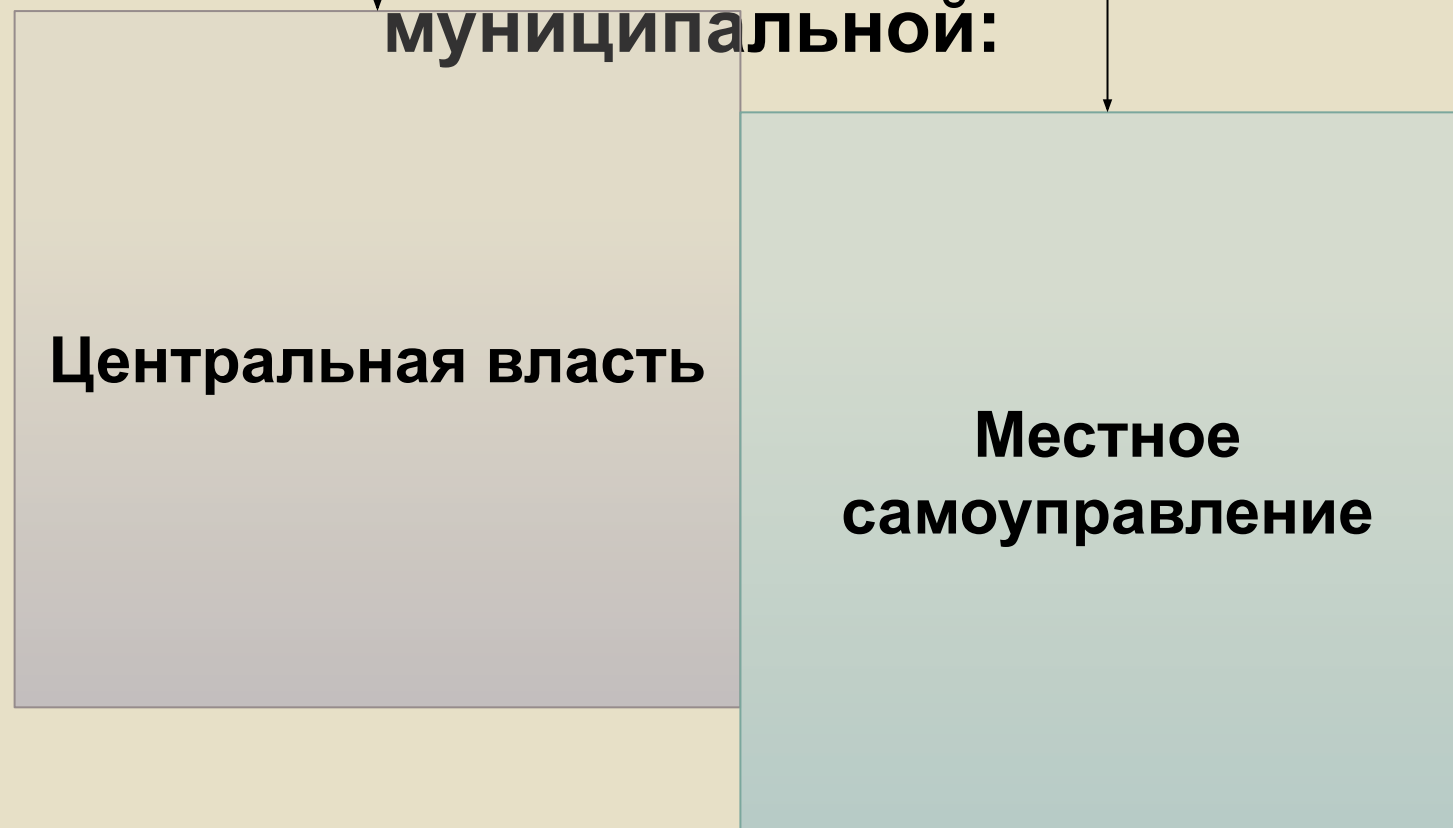 муниципальной:
Центральная власть
Местное
самоуправление